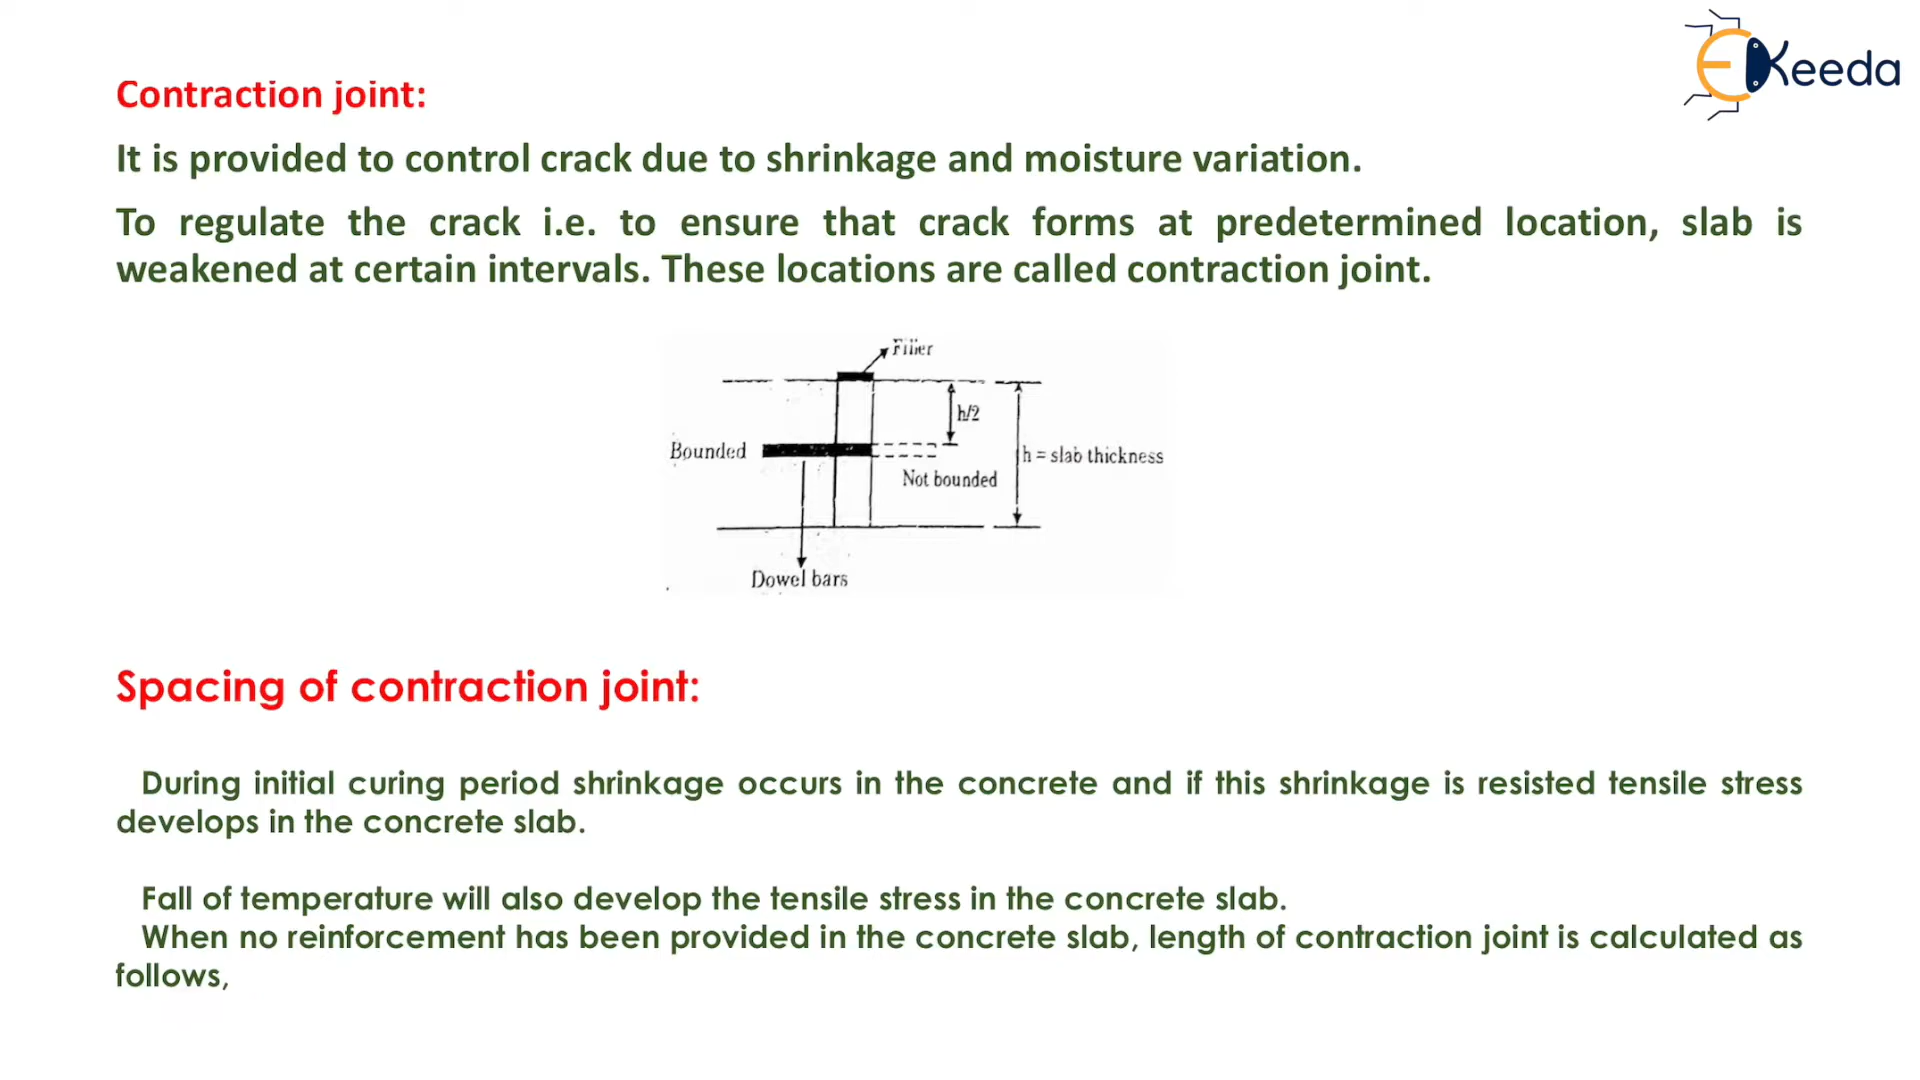 EKeeda
Contraction joint:
It is provided to control crack due to shrinkage and moisture variation.
To regulate the crack i.e. to ensure that crack forms at predetermined location, slab is
weakened at certain intervals. These locations are called contraction joint.
Filler
h/2
Bounded
h = slab thickness
Not bounded
Dowel bars
Spacing of contraction joint:
During initial curing period shrinkage occurs in the concrete and if this shrinkage is resisted tensile stress
develops in the concrete slab.
Fall of temperature will also develop the tensile stress in the concrete slab.
When no reinforcement has been provided in the concrete slab, length of contraction joint is calculated as
follows,